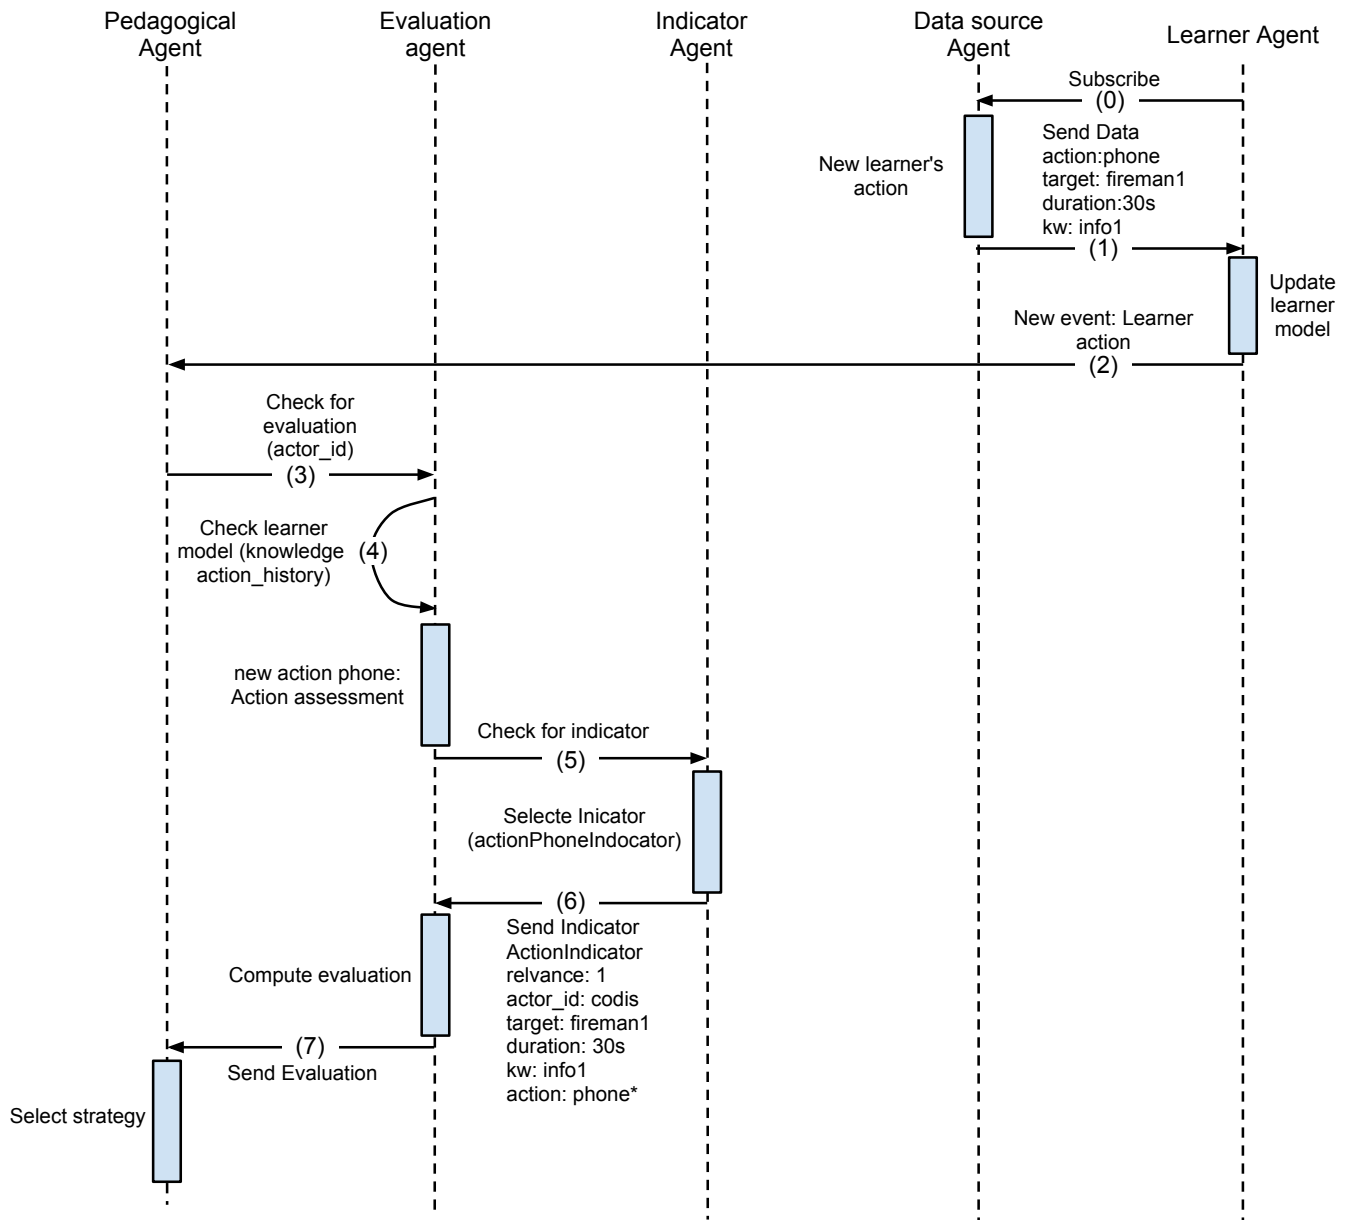 Pedagogical
Agent
Evaluation
agent
Indicator
Agent
Data source
Agent
Learner Agent
Subscribe
(0)
New learner's
action
Send Data
action:phone
target: fireman1
duration:30s
kw: info1
(1)
Update
learner
model
New event: Learner
action
(2)
Check for
evaluation
(actor_id)
(3)
Check learner
model (knowledge
action_history)
(4)
new action phone:
Action assessment
Check for indicator
(5)
Selecte Inicator
(actionPhoneIndocator)
(6)
Send Indicator
ActionIndicator
relvance: 1
actor_id: codis
target: fireman1
duration: 30s
kw: info1
action: phone*
Compute evaluation
(7)
Send Evaluation
Select strategy